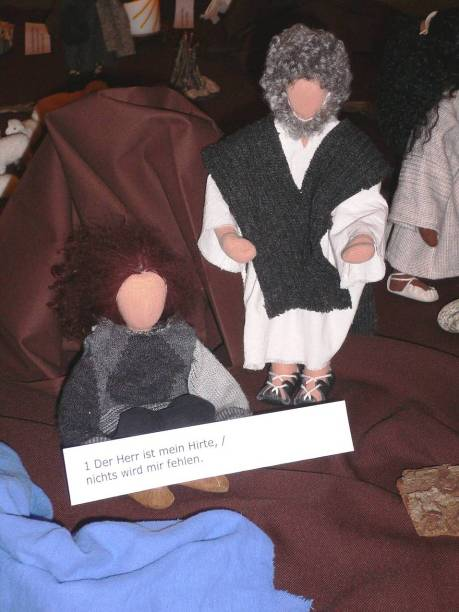 1 Der Herr ist mein Hirte, /
nichts wird mir fehlen.